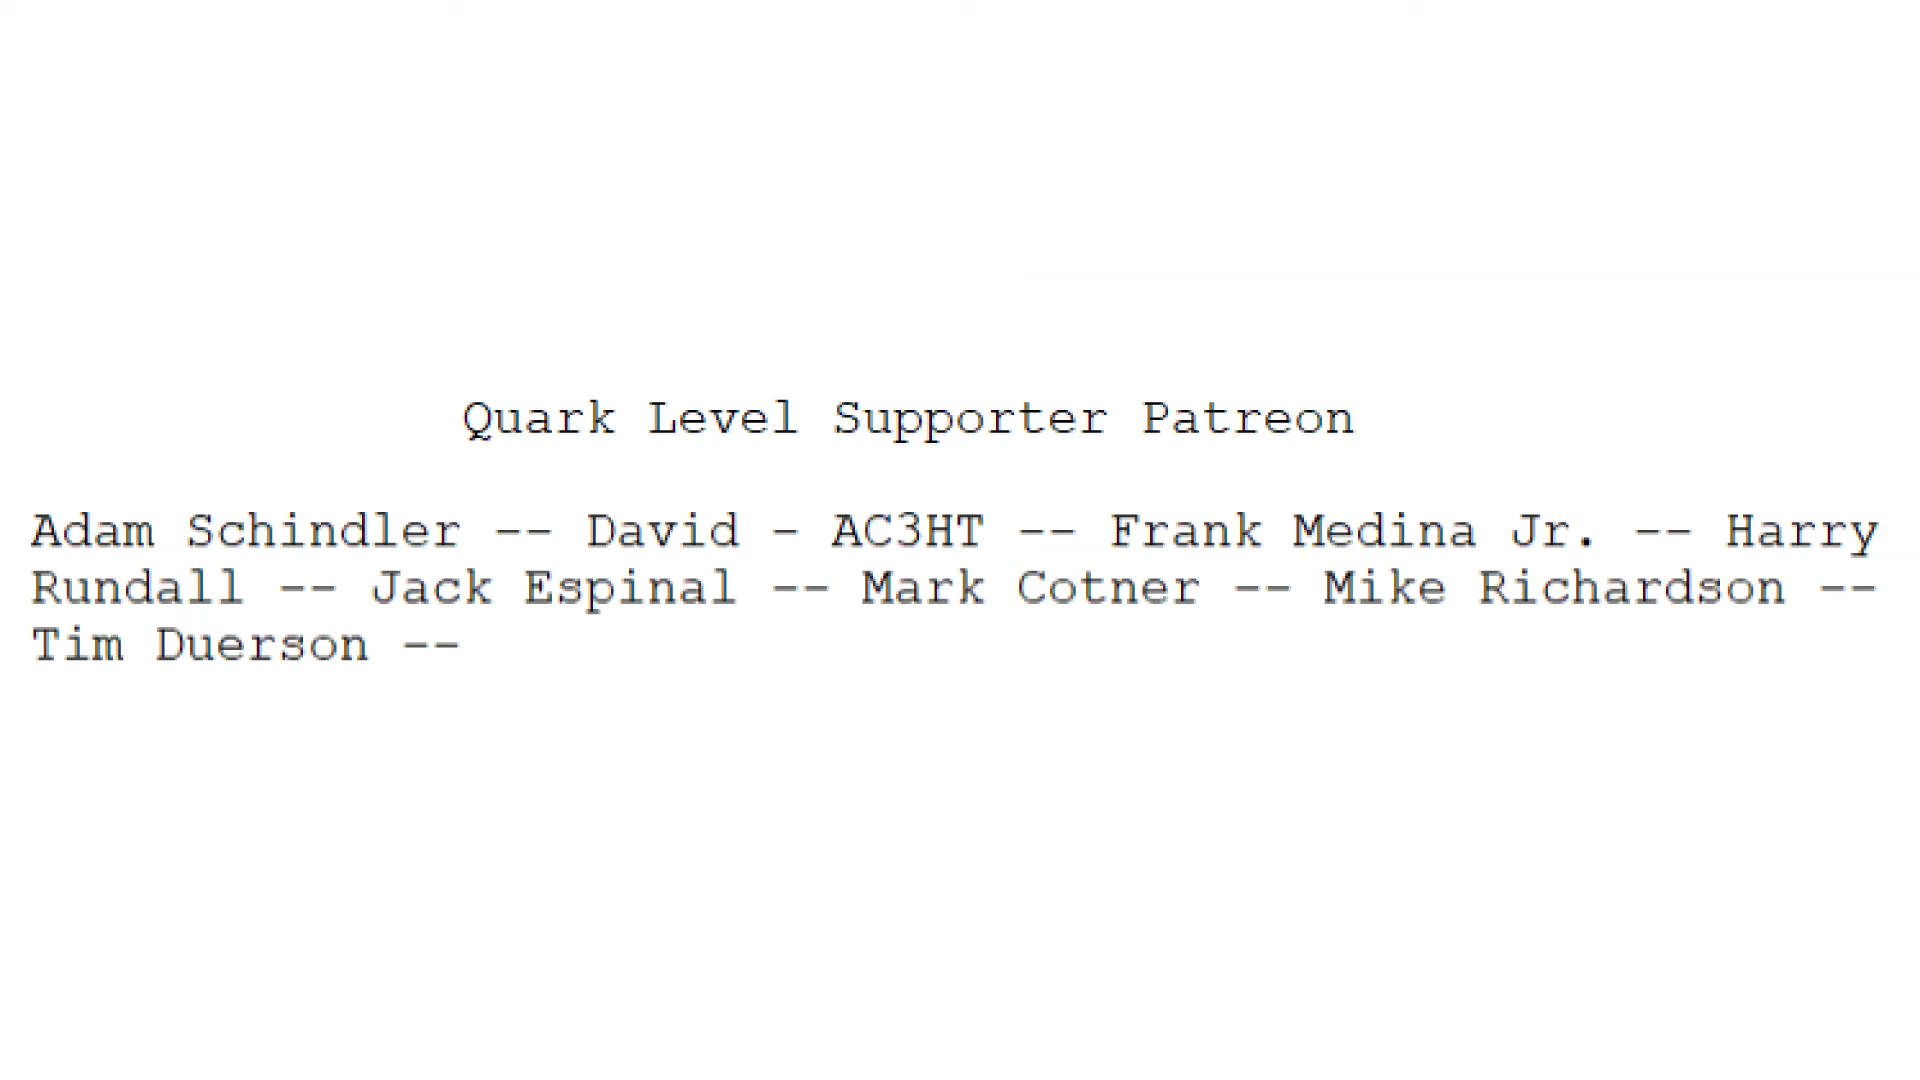 Quark Level Supporter Patreon
Adam Schindler -- David - AC3HT -- Frank Medina Jr. -- Harry
Rundall -- Jack Espinal -- Mark Cotner -- Mike Richardson --
Tim Duerson --